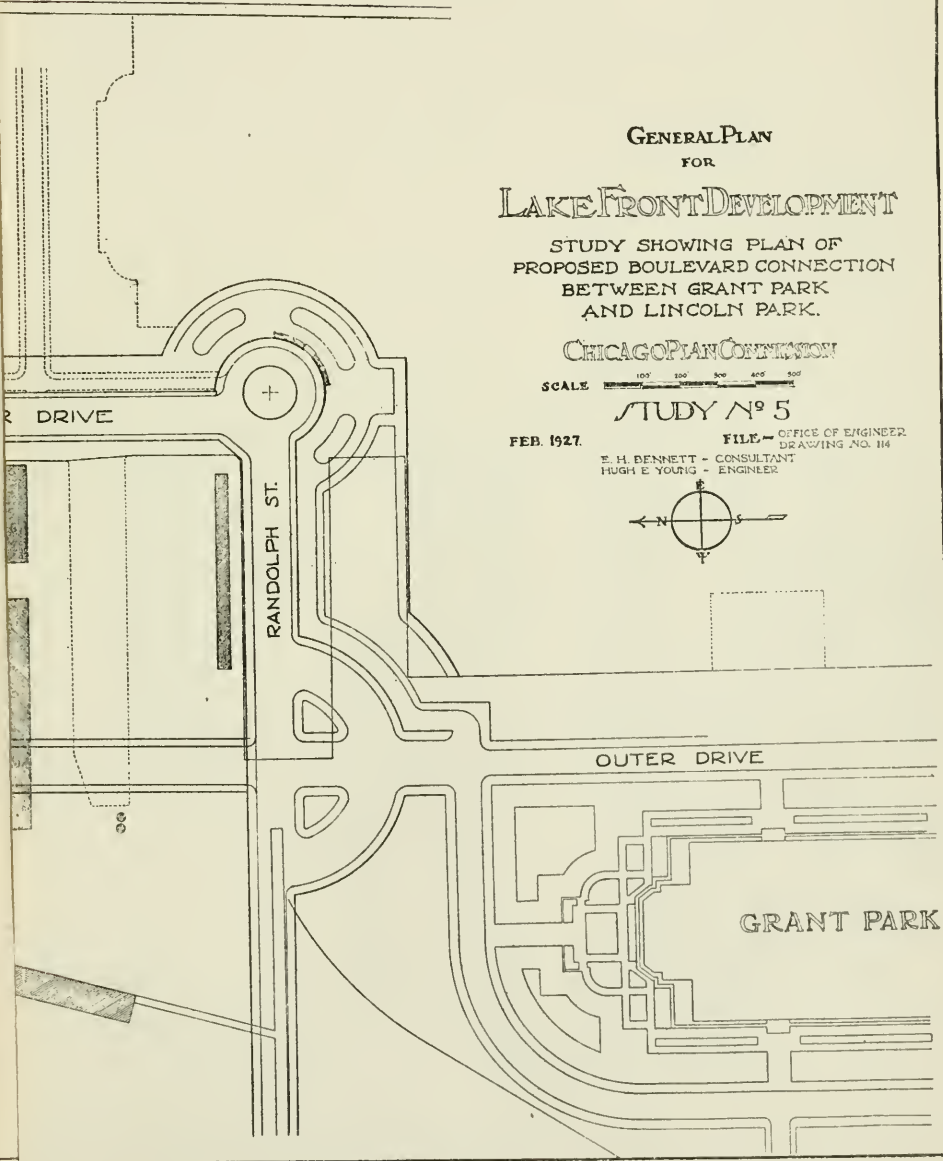 GENERAL PLAN
FOR
LAKE FRONT DEVELOPMENT
STUDY SHOWING PLAN OF
PROPOSED BOULEVARD CONNECTION
BETWEEN GRANT PARK
AND LINCOLN PARK.
CHICAGO PLAN COMMISSION
SCALE 100' 200' 300' 400' 500'
STUDY Nº 5
FEB. 1927. FILE - OFFICE OF ENGINEER
DRAWING NO. 114
E. H. BENNETT - CONSULTANT
HUGH E YOUNG - ENGINEER
E
N S
W
R DRIVE
RANDOLPH ST.
OUTER DRIVE
GRANT PARK